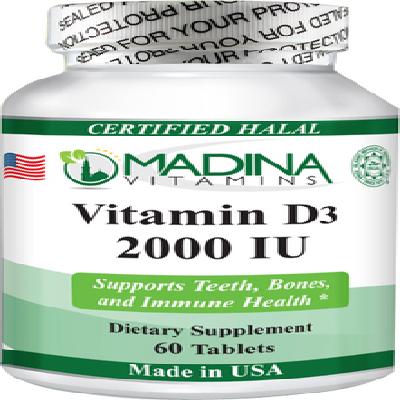 SEALED FOR YOUR PROTECTION
CERTIFIED HALAL
MADINA
VITAMINS
Vitamin D3
2000 IU
Supports Teeth, Bones,
and Immune Health *
Dietary Supplement
60 Tablets
Made in USA